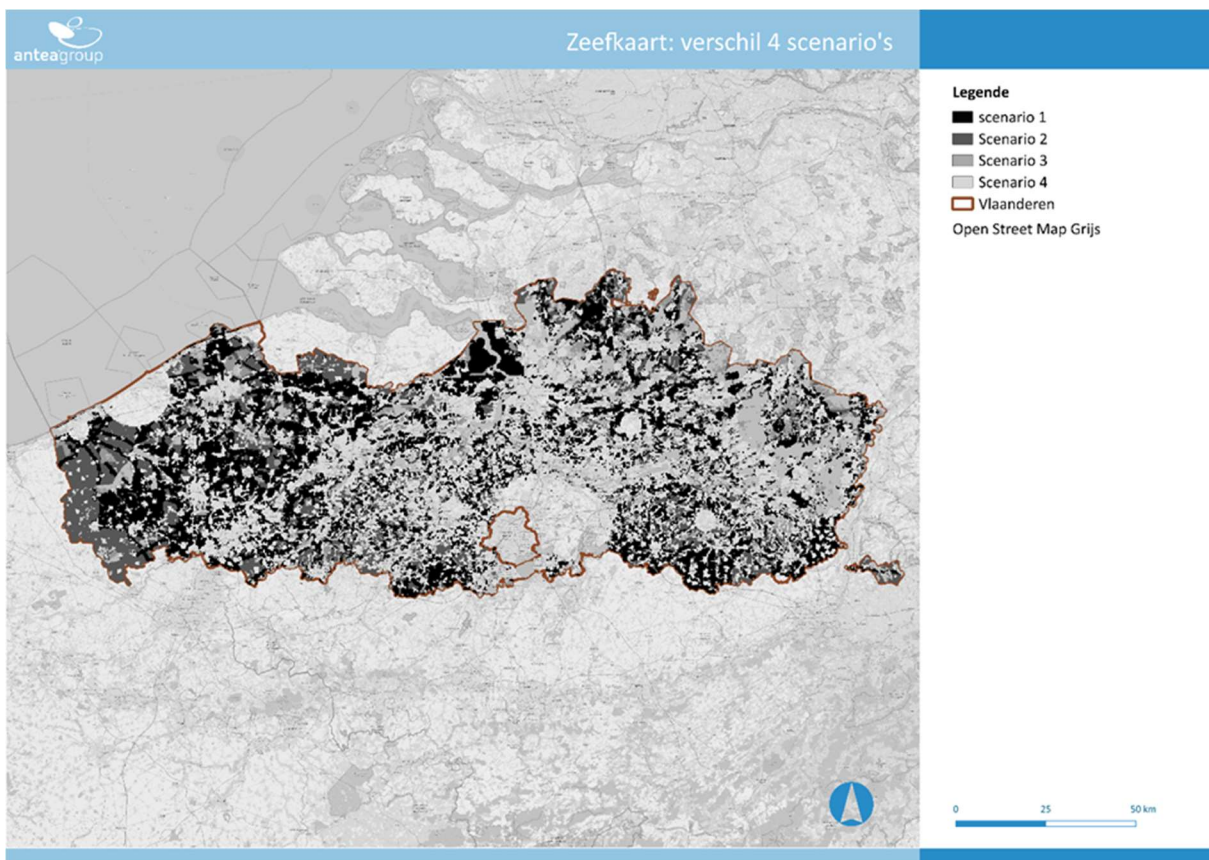 anteagroup
Zeefkaart: verschil 4 scenario's
Legende
scenario 1
Scenario 2
Scenario 3
Scenario 4
Vlaanderen
Open Street Map Grijs
0 25 50 km